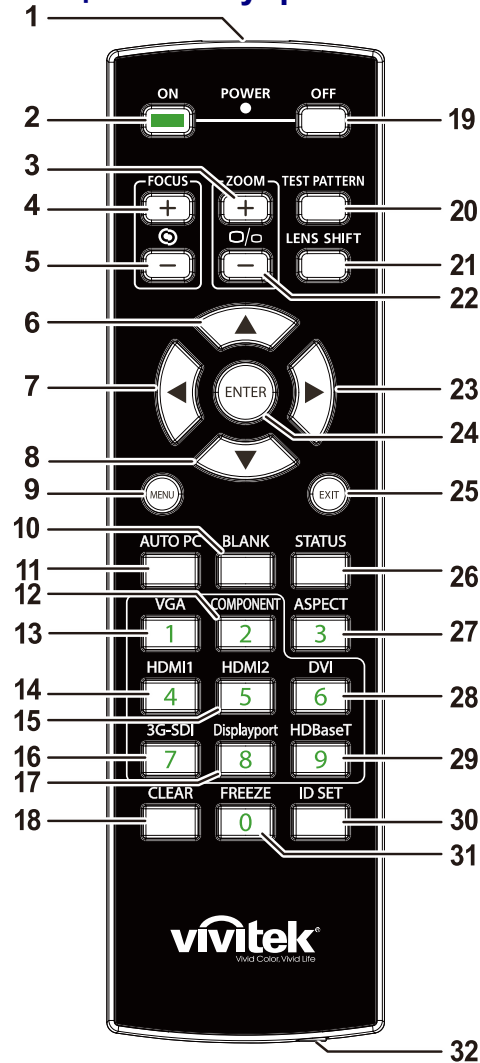 1
ON POWER OFF
2 19
3
FOCUS ZOOM TEST PATTERN
4 + + 20
LENS SHIFT
5 − − 21
22
6
7 ENTER 23
24
8
9 MENU EXIT 25
10
AUTO PC BLANK STATUS
11 26
12
VGA COMPONENT ASPECT
13 1 2 3 27
HDMI1 HDMI2 DVI
14 4 5 6 28
15
3G-SDI Displayport HDBaseT
16 7 8 9 29
17
CLEAR FREEZE ID SET
18 0 30
31
vivitek®
Vivid Color, Vivid Life
32